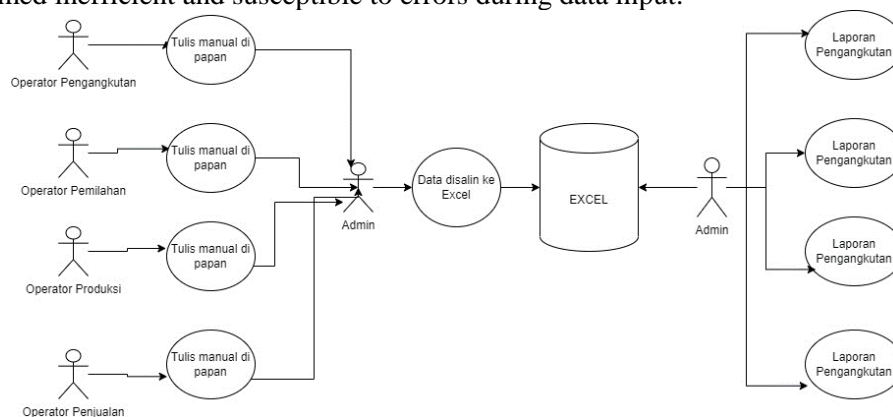 inefficient and susceptible to errors during data input.
Tulis manual di
papan
Operator Pengangkutan
Tulis manual di
papan
Operator Pemilahan
Tulis manual di
papan
Operator Produksi
Tulis manual di
papan
Operator Penjualan
Admin
Data disalin ke
Excel
EXCEL
Admin
Laporan
Pengangkutan
Laporan
Pengangkutan
Laporan
Pengangkutan
Laporan
Pengangkutan